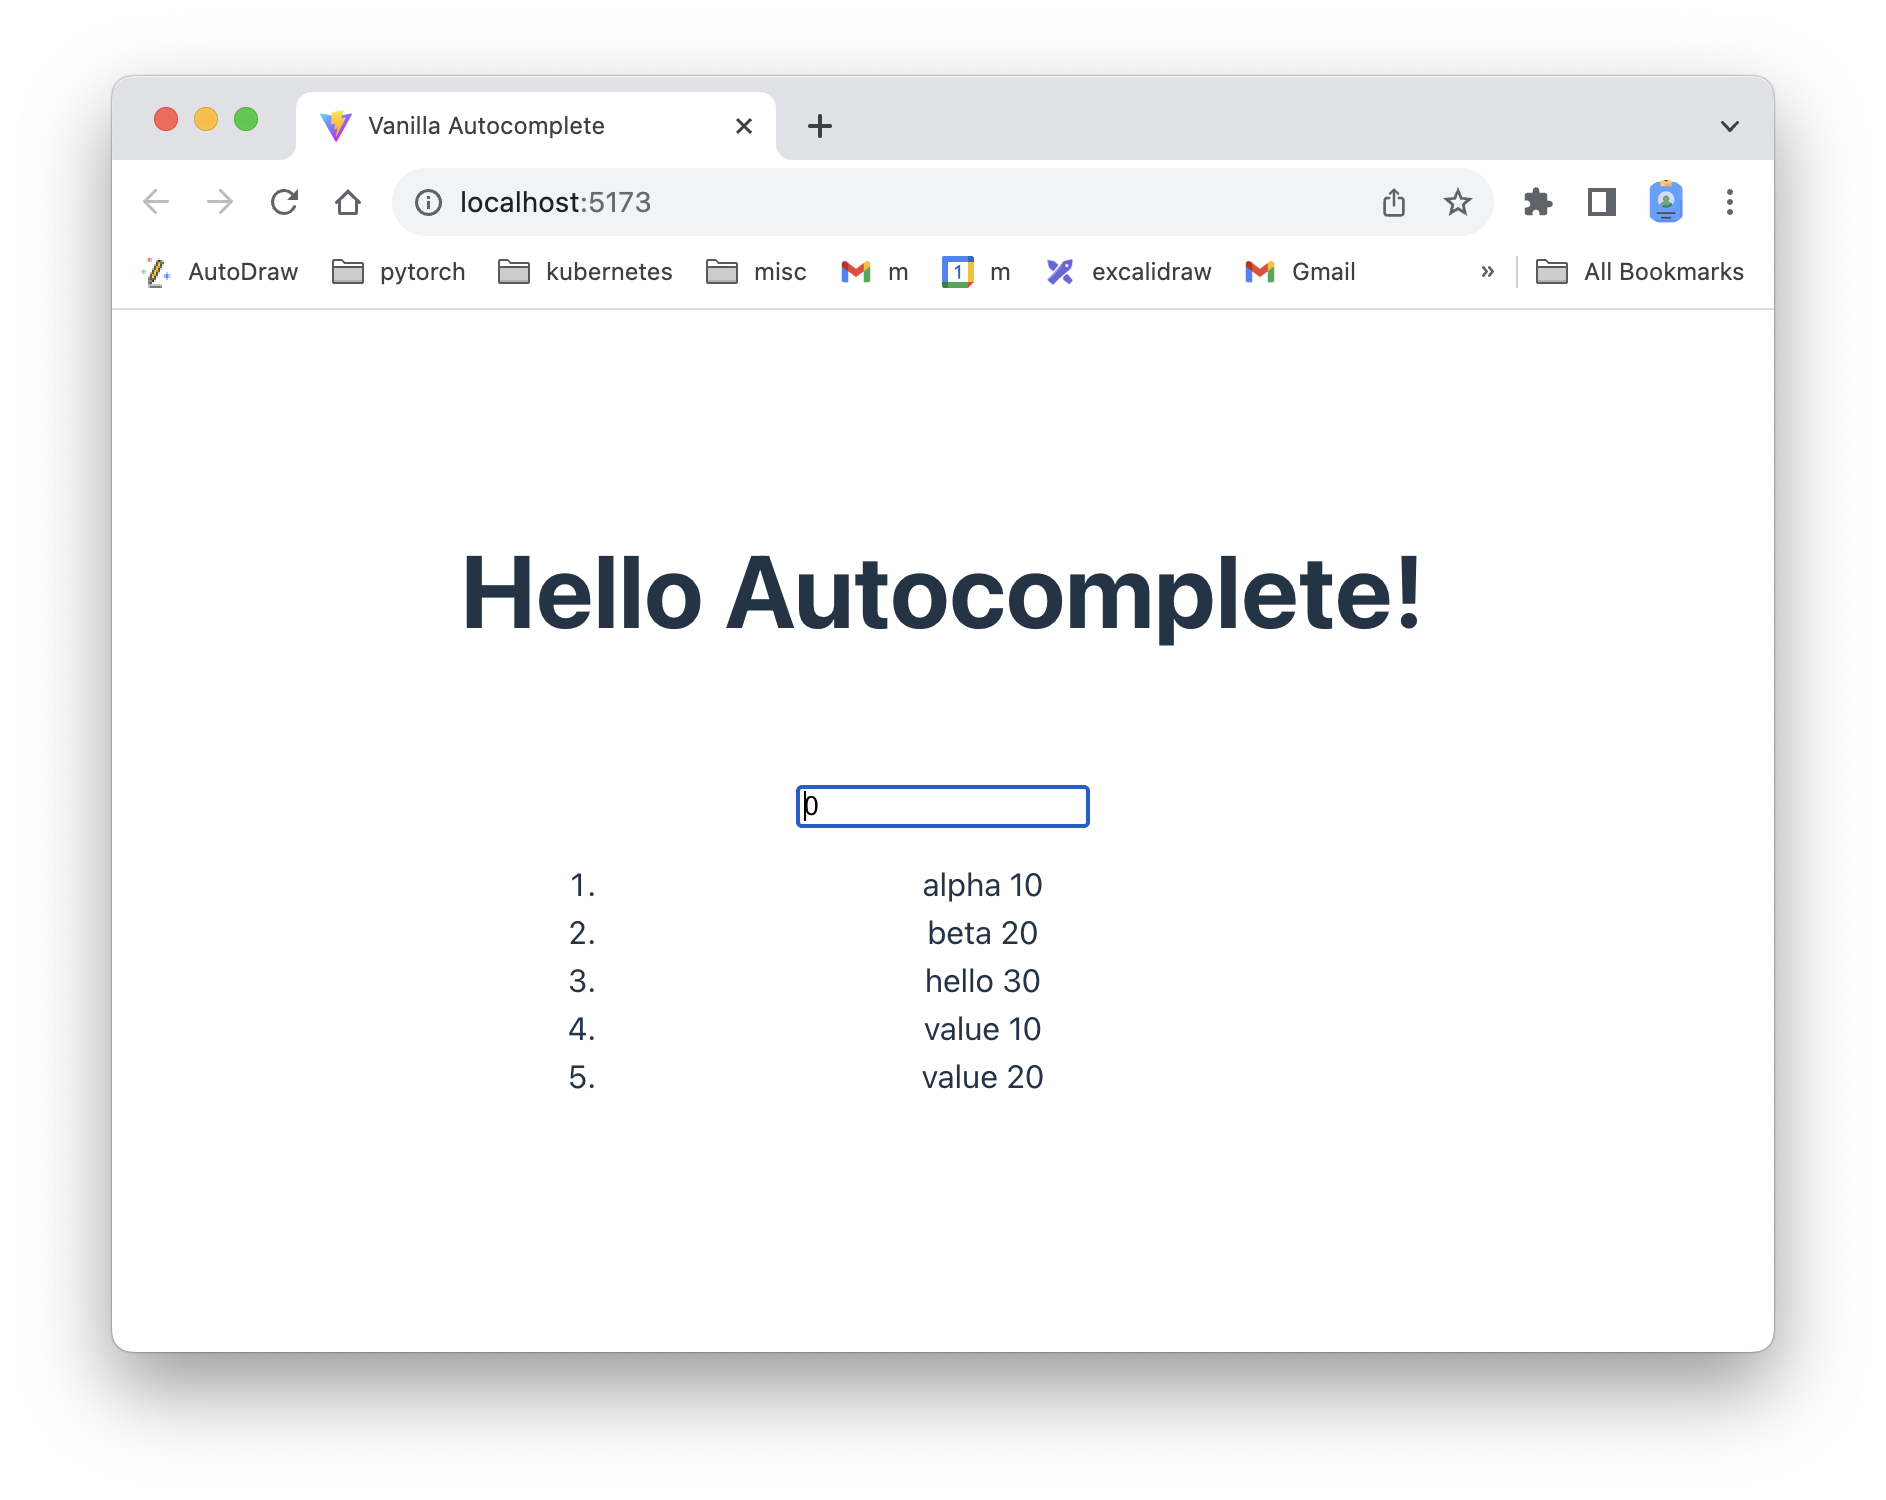 Vanilla Autocomplete
localhost:5173
AutoDraw pytorch kubernetes misc m 1 m excalidraw Gmail » All Bookmarks
Hello Autocomplete!
0
1. alpha 10
2. beta 20
3. hello 30
4. value 10
5. value 20